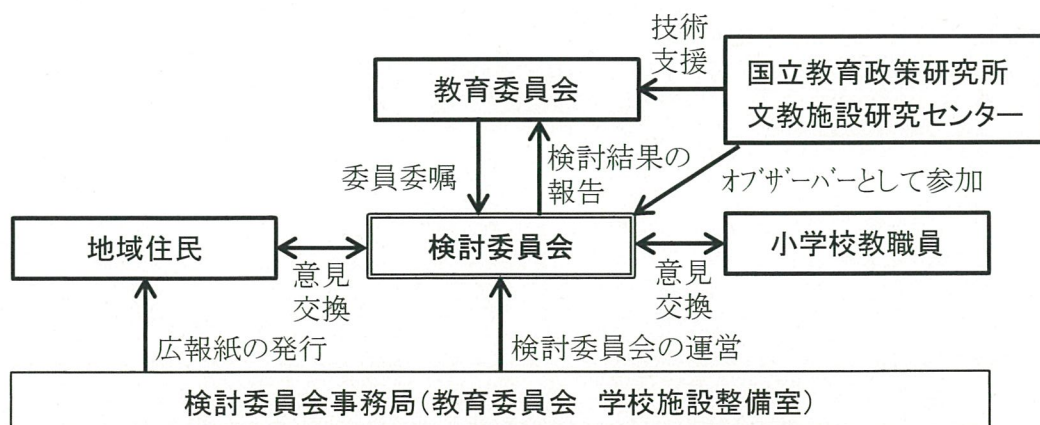 技術
支援
国立教育政策研究所
文教施設研究センター
教育委員会
委員委嘱
検討結果の
報告
ｵﾌﾞｻﾞｰﾊﾞｰとして参加
地域住民
意見
交換
検討委員会
意見
交換
小学校教職員
広報紙の発行
検討委員会の運営
検討委員会事務局(教育委員会　学校施設整備室)